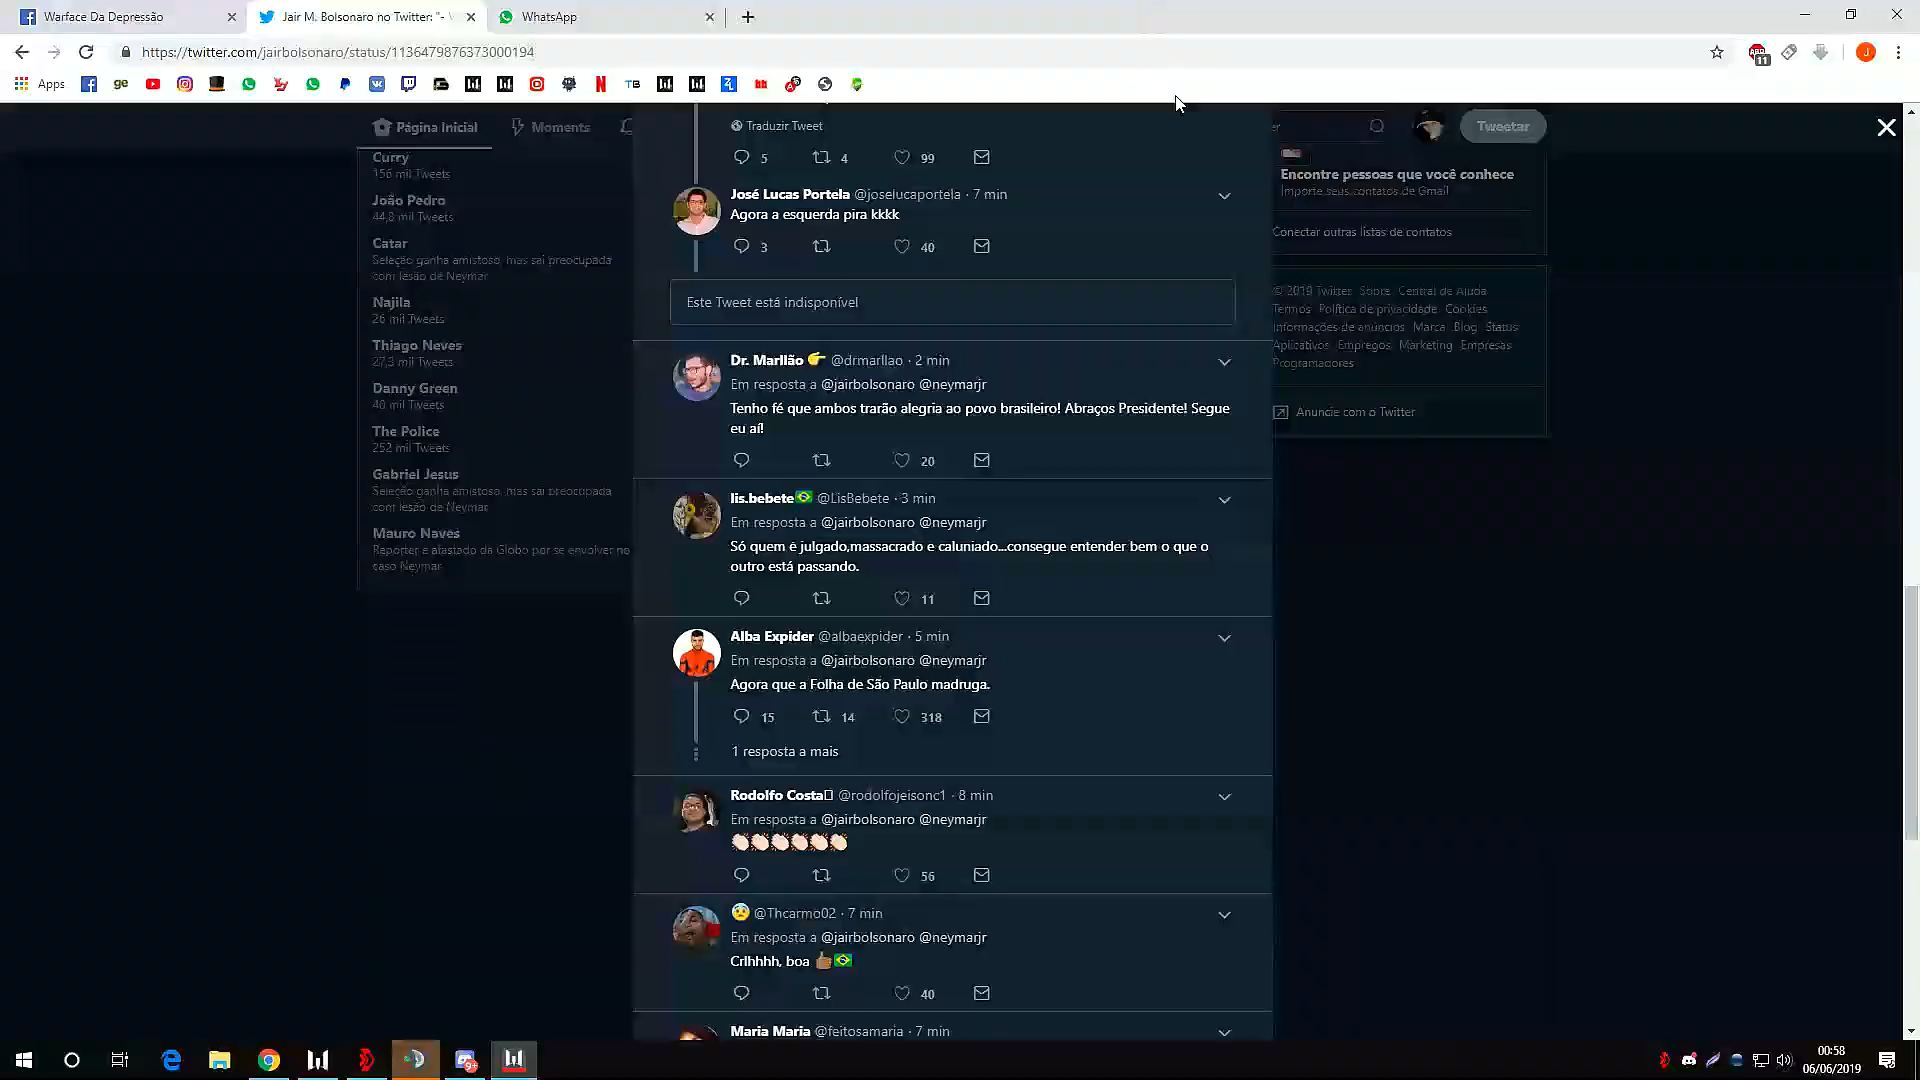 Warface Da Depressão
Jair M. Bolsonaro no Twitter: "-
WhatsApp
https://twitter.com/jairbolsonaro/status/1136479876373000194
11
J
Apps
ge
TB
Página Inicial
Moments
er
Tweetar
Curry
156 mil Tweets
João Pedro
44,8 mil Tweets
Catar
Seleção ganha amistoso, mas sai preocupada
com lesão de Neymar
Najila
26 mil Tweets
Thiago Neves
27,3 mil Tweets
Danny Green
40 mil Tweets
The Police
252 mil Tweets
Gabriel Jesus
Seleção ganha amistoso, mas sai preocupada
com lesão de Neymar
Mauro Naves
Repórter é afastado da Globo por se envolver no
caso Neymar
Traduzir Tweet
5 4 99
José Lucas Portela @joselucaportela · 7 min
Agora a esquerda pira kkkk
3 40
Este Tweet está indisponível
Dr. Marllão 👉 @drmarllao · 2 min
Em resposta a @jairbolsonaro @neymarjr
Tenho fé que ambos trarão alegria ao povo brasileiro! Abraços Presidente! Segue
eu aí!
20
lis.bebete🇧🇷 @LisBebete · 3 min
Em resposta a @jairbolsonaro @neymarjr
Só quem é julgado,massacrado e caluniado...consegue entender bem o que o
outro está passando.
11
Alba Expider @albaexpider · 5 min
Em resposta a @jairbolsonaro @neymarjr
Agora que a Folha de São Paulo madruga.
15 14 318
1 resposta a mais
Rodolfo Costa▯ @rodolfojeisonc1 · 8 min
Em resposta a @jairbolsonaro @neymarjr
👏🏻👏🏻👏🏻👏🏻👏🏻👏🏻
56
😰 @Thcarmo02 · 7 min
Em resposta a @jairbolsonaro @neymarjr
Crlhhhh, boa 👍🏾🇧🇷
40
Maria Maria @feitosamaria · 7 min
Encontre pessoas que você conhece
Importe seus contatos de Gmail
Conectar outras listas de contatos
© 2019 Twitter Sobre Central de Ajuda
Termos Política de privacidade Cookies
Informações de anúncios Marca Blog Status
Aplicativos Empregos Marketing Empresas
Programadores
Anuncie com o Twitter
9+
00:58
06/06/2019